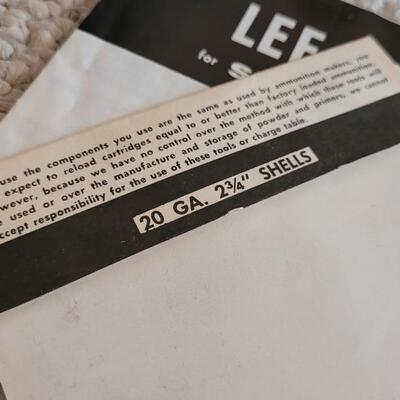 LEE
for S
use the components you use are the same as used by ammunition makers, you
expect to reload cartridges equal to or better than factory loaded ammunition.
wever, because we have no control over the method with which these tools will
used or over the manufacture and storage of powder and primers, we cannot
ccept responsibility for the use of these tools or charge table.
20 GA. 2¾" SHELLS